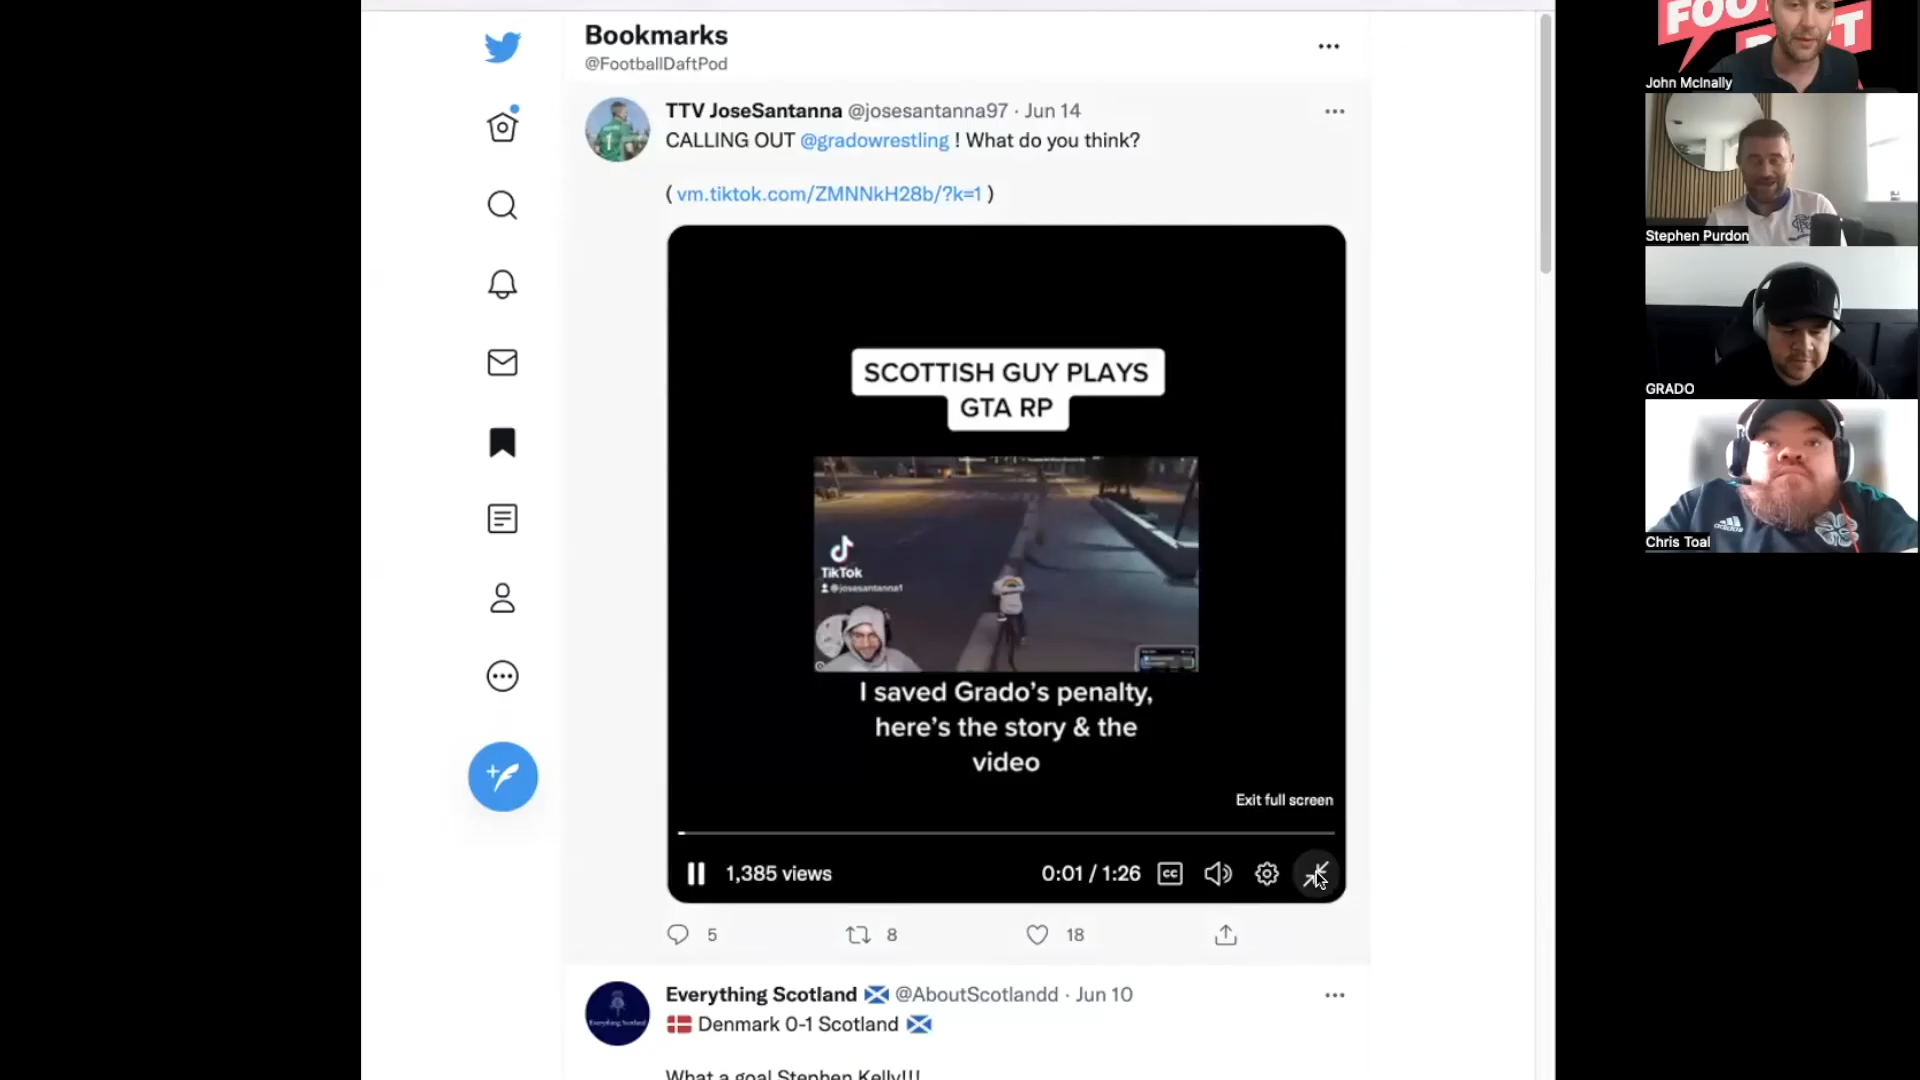 Bookmarks
@FootballDaftPod
TTV JoseSantanna @josesantanna97 · Jun 14
CALLING OUT @gradowrestling ! What do you think?
( vm.tiktok.com/ZMNNkH28b/?k=1 )
SCOTTISH GUY PLAYS
GTA RP
TikTok
@josesantanna1
I saved Grado's penalty,
here's the story & the
video
Exit full screen
1,385 views
0:01 / 1:26
CC
5
8
18
Everything Scotland @AboutScotlandd · Jun 10
Denmark 0-1 Scotland
What a goal Stephen Kelly!!!
John McInally
Stephen Purdon
GRADO
Chris Toal
adidas